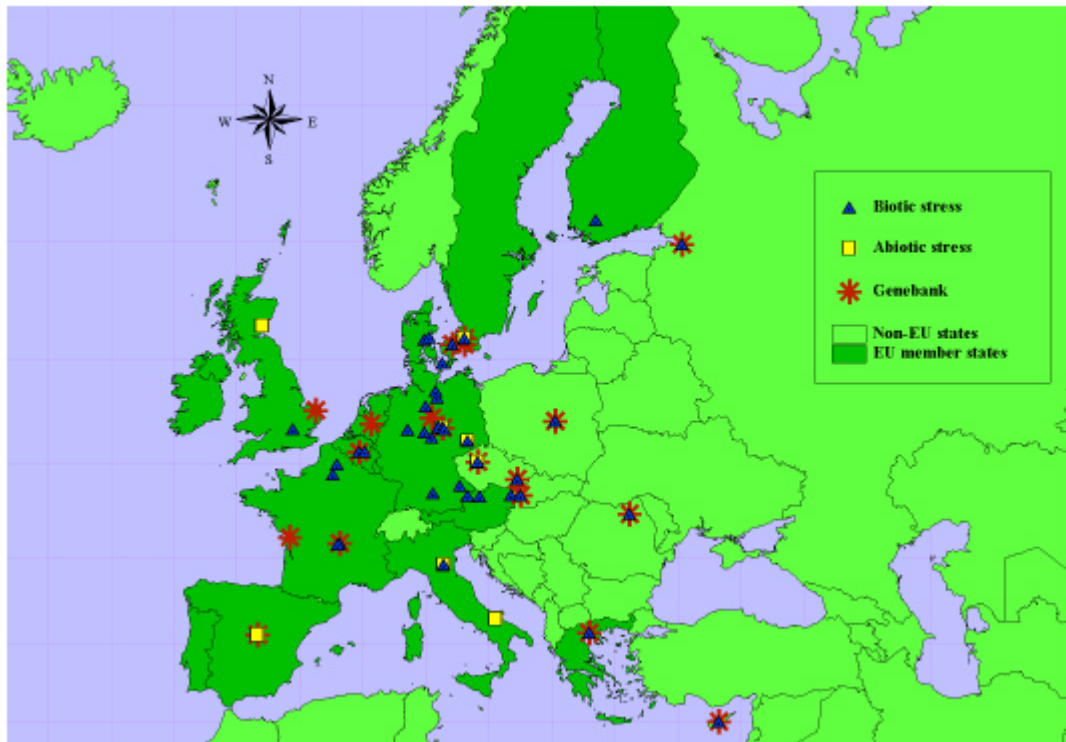 N
W E
S
Biotic stress
Abiotic stress
Genebank
Non-EU states
EU member states